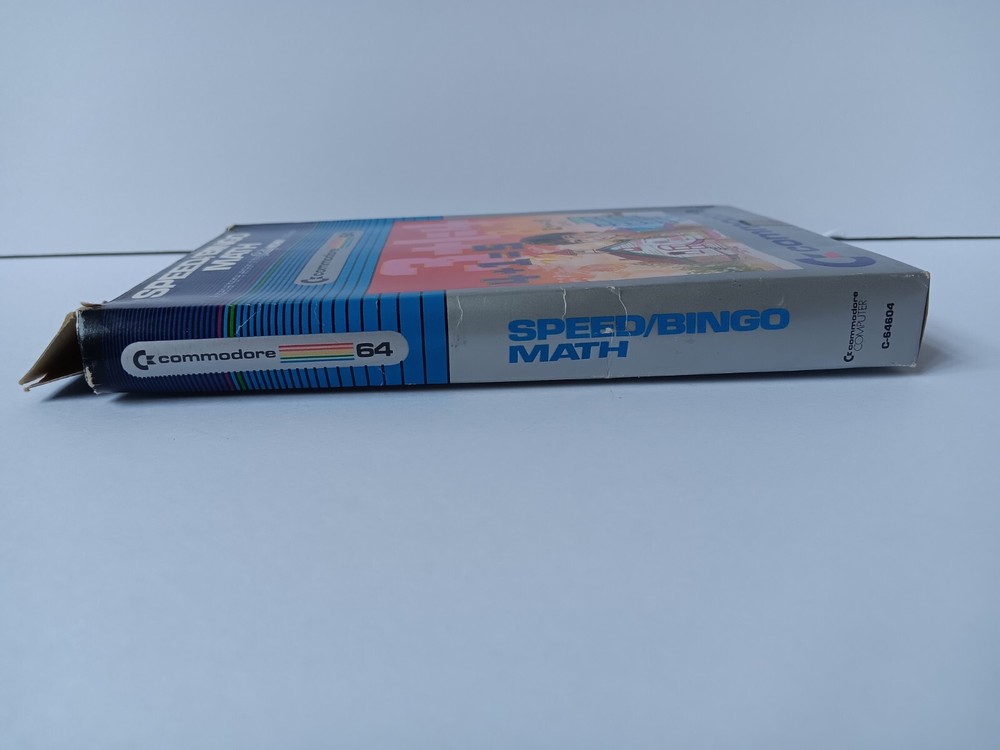 SPEED/BINGO
MATH
commodore
commodore 64
SPEED/BINGO
MATH
commodore
COMPUTER
C-64604